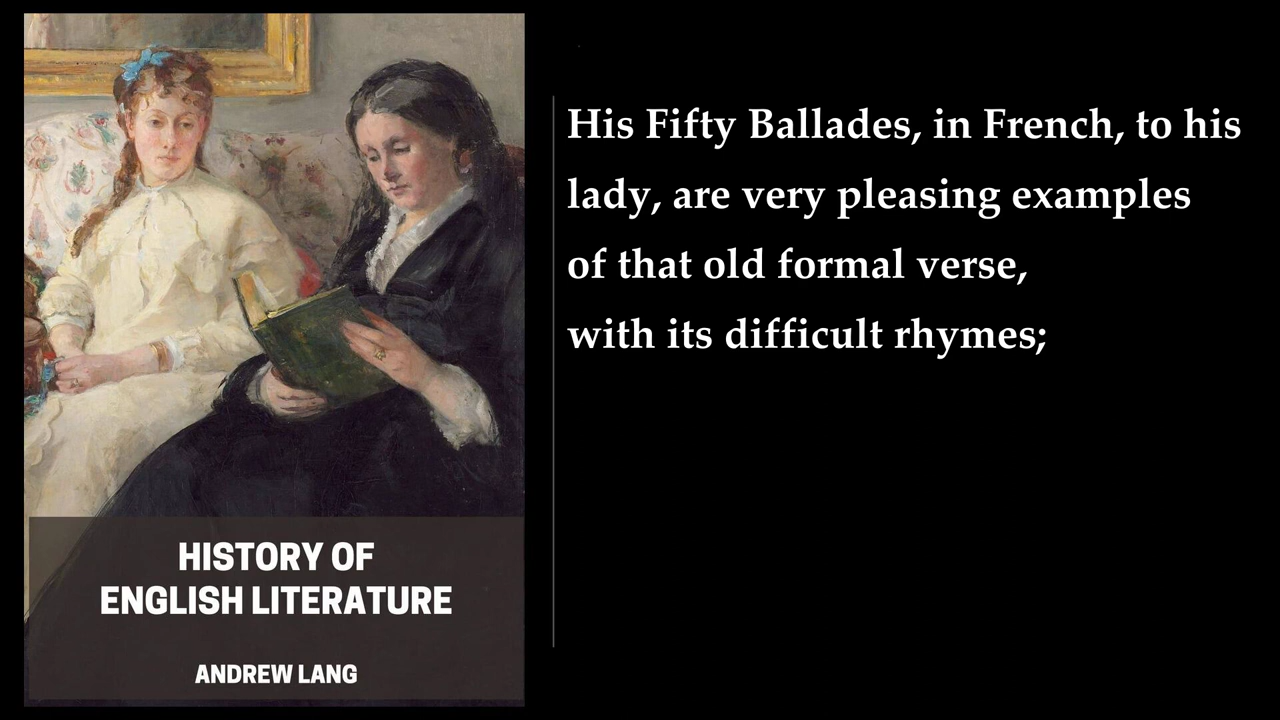 HISTORY OF
ENGLISH LITERATURE
ANDREW LANG
His Fifty Ballades, in French, to his
lady, are very pleasing examples
of that old formal verse,
with its difficult rhymes;